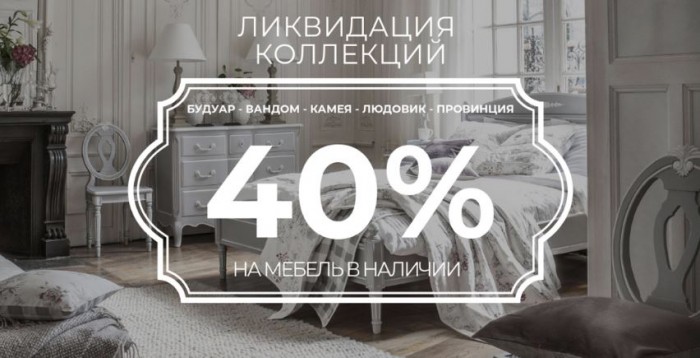 ЛИКВИДАЦИЯ
КОЛЛЕКЦИЙ
БУДУАР - ВАНДОМ - КАМЕЯ - ЛЮДОВИК - ПРОВИНЦИЯ
40%
НА МЕБЕЛЬ В НАЛИЧИИ